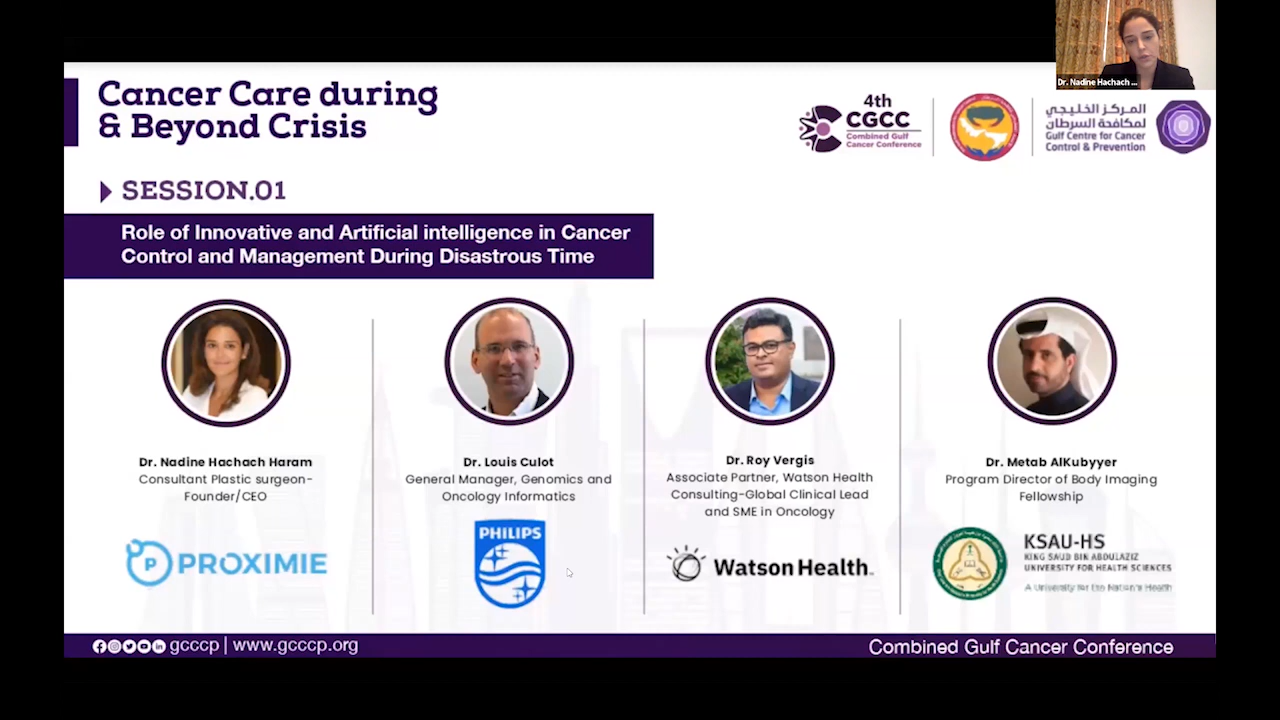 Dr. Nadine Hachach ...
Cancer Care during
& Beyond Crisis
4th
CGCC
Combined Gulf
Cancer Conference
المركز الخليجي
لمكافحة السرطان
Gulf Centre for Cancer
Control & Prevention
SESSION.01
Role of Innovative and Artificial intelligence in Cancer
Control and Management During Disastrous Time
Dr. Nadine Hachach Haram
Consultant Plastic surgeon-
Founder/CEO
P PROXIMIE
Dr. Louis Culot
General Manager, Genomics and
Oncology Informatics
PHILIPS
Dr. Roy Vergis
Associate Partner, Watson Health
Consulting-Global Clinical Lead
and SME in Oncology
Watson Health
Dr. Metab AlKubyyer
Program Director of Body Imaging
Fellowship
KSAU-HS
KING SAUD BIN ABDULAZIZ
UNIVERSITY FOR HEALTH SCIENCES
A University for the Nation's Health
gcccp | www.gcccp.org
Combined Gulf Cancer Conference